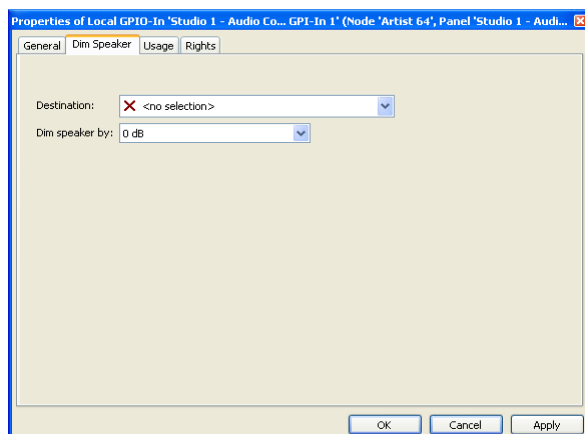 Properties of Local GPIO-In 'Studio 1 - Audio Co... GPI-In 1' (Node 'Artist 64', Panel 'Studio 1 - Audi...
General Dim Speaker Usage Rights
Destination: <no selection>
Dim speaker by: 0 dB
OK Cancel Apply